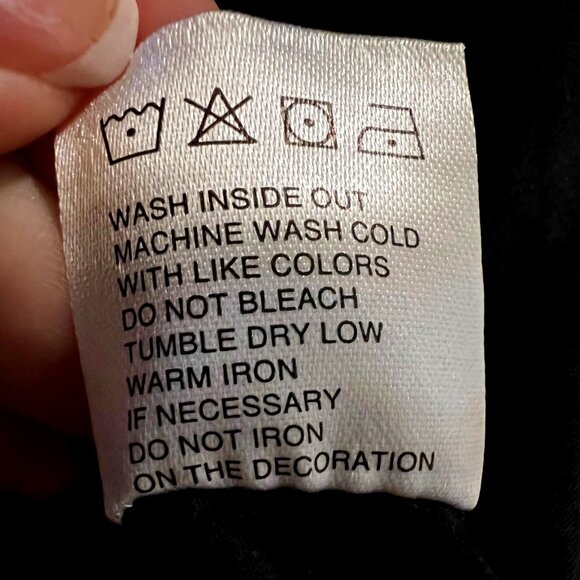 WASH INSIDE OUT
MACHINE WASH COLD
WITH LIKE COLORS
DO NOT BLEACH
TUMBLE DRY LOW
WARM IRON
IF NECESSARY
DO NOT IRON
ON THE DECORATION